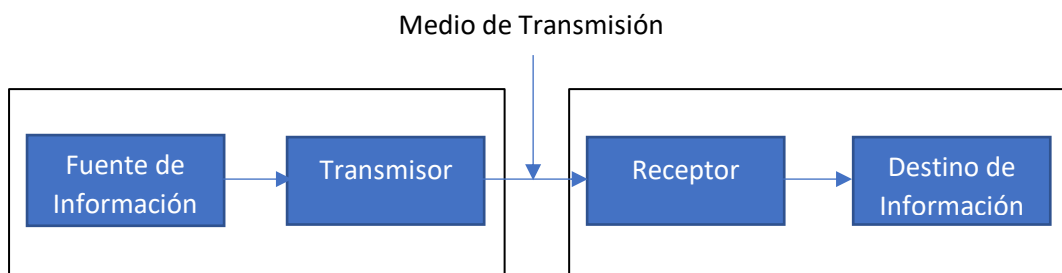 Medio de Transmisión
Fuente de
Información
Transmisor
Receptor
Destino de
Información